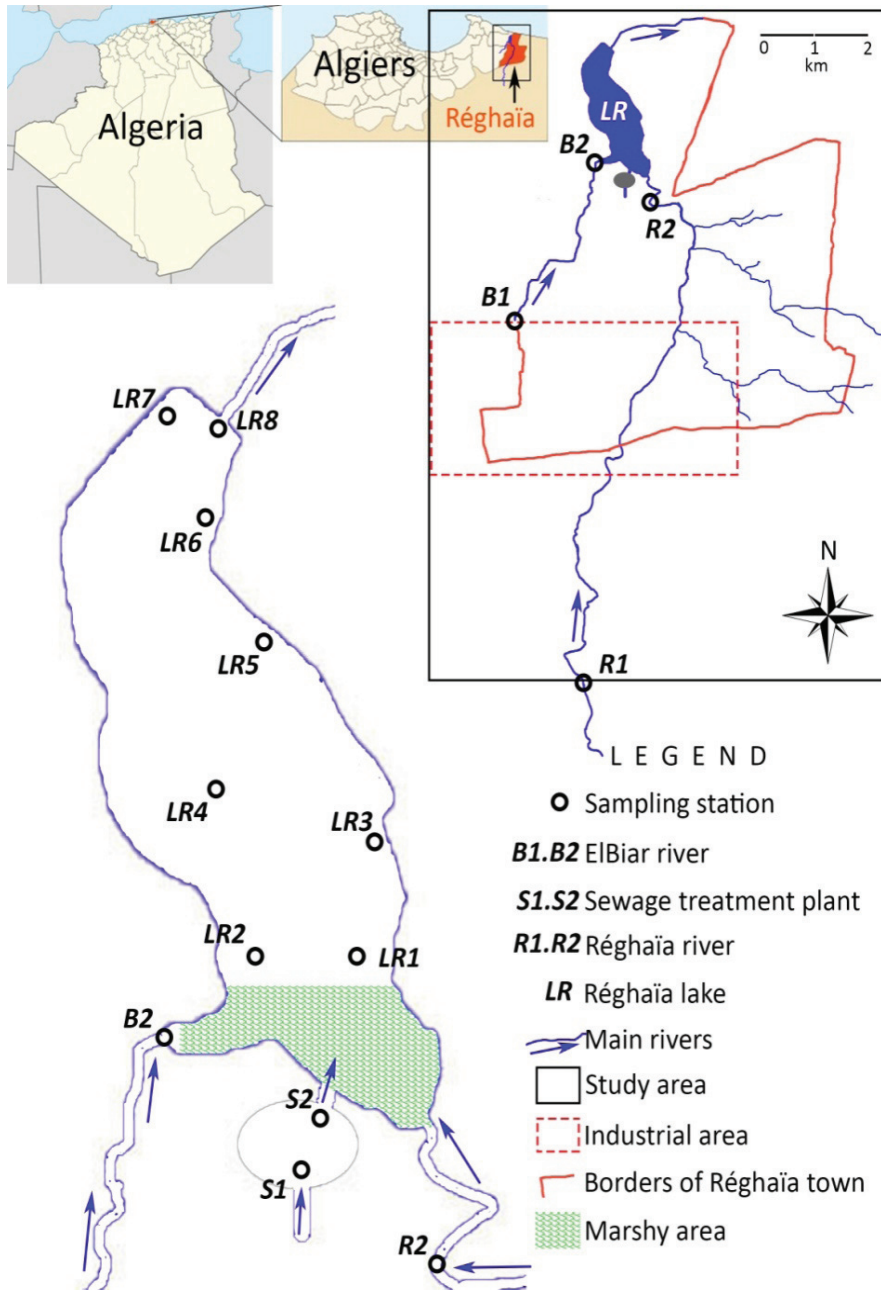 Algeria
Algiers
Réghaïa
0 1 2
km
LR
B2
R2
B1
N
R1
LR7
LR8
LR6
LR5
LR4
LR3
LR2
LR1
B2
S2
S1
R2
LEGEND
Sampling station
B1.B2 ElBiar river
S1.S2 Sewage treatment plant
R1.R2 Réghaïa river
LR Réghaïa lake
Main rivers
Study area
Industrial area
Borders of Réghaïa town
Marshy area